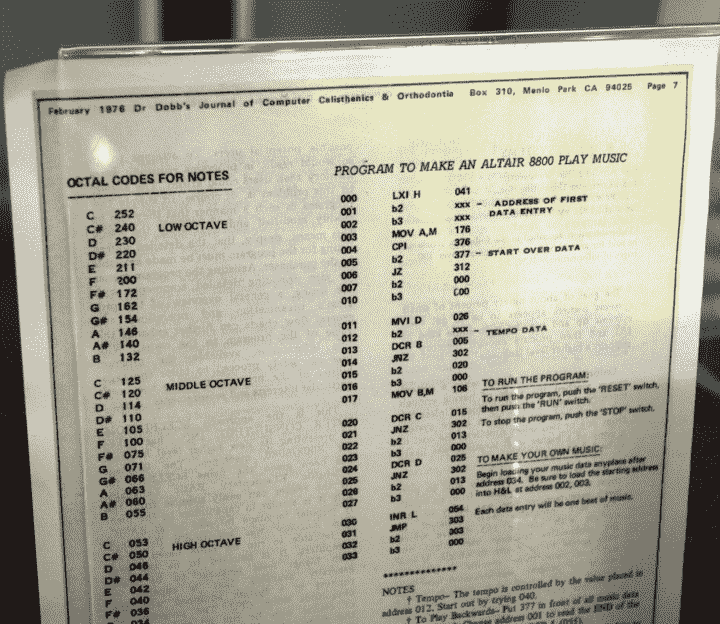 February 1976 Dr Dobb's Journal of Computer Calisthenics & Orthodontia Box 310, Menlo Park CA 94025 Page 7
OCTAL CODES FOR NOTES
C 252
C# 240 LOW OCTAVE
D 230
D# 220
E 211
F 200
F# 172
G 162
G# 154
A 146
A# 140
B 132
C 125
C# 120 MIDDLE OCTAVE
D 114
D# 110
E 105
F 100
F# 075
G 071
G# 066
A 063
A# 060
B 055
C 053
C# 050 HIGH OCTAVE
D 046
D# 044
E 042
F 040
F# 036
034
PROGRAM TO MAKE AN ALTAIR 8800 PLAY MUSIC
000 LXI H 041
001 b2 xxx – ADDRESS OF FIRST
002 b3 xxx DATA ENTRY
003 MOV A,M 176
004 CPI 376
005 b2 377 – START OVER DATA
006 JZ 312
007 b2 000
010 b3 000
011 MVI D 026
012 b2 xxx – TEMPO DATA
013 DCR B 005
014 JNZ 302
015 b2 020
016 b3 000
017 MOV B,M 106
020 DCR C 015
021 JNZ 302
022 b2 013
023 b3 000
024 DCR D 025
025 JNZ 302
026 b2 013
027 b3 000
030 INR L 054
031 JMP 303
032 b2
033 b3 000
TO RUN THE PROGRAM:
To run the program, push the 'RESET' switch,
then push the 'RUN' switch.
To stop the program, push the 'STOP' switch.
TO MAKE YOUR OWN MUSIC:
Begin loading your music data anyplace after
address 034. Be sure to load the starting address
into H&L at address 002, 003.
Each data entry will be one beat of music.
**************
NOTES
† Tempo– The tempo is controlled by the value placed in
address 012. Start out by trying 040.
† To Play Backwards– Put 377 in front of all music data
Change address 001 to read the END of the
(055).